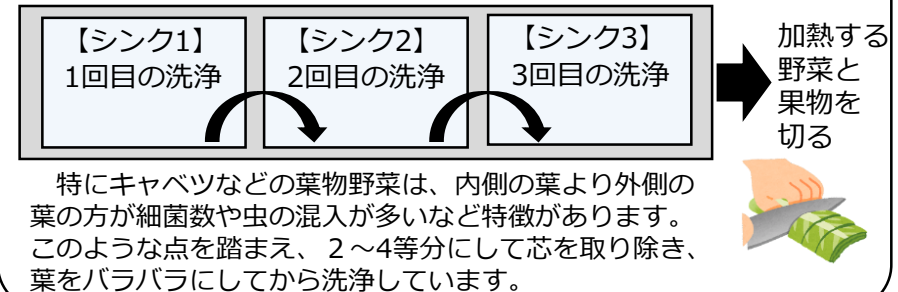 【シンク1】
1回目の洗浄
【シンク2】
2回目の洗浄
【シンク3】
3回目の洗浄
加熱する
野菜と
果物を
切る
特にキャベツなどの葉物野菜は、内側の葉より外側の
葉の方が細菌数や虫の混入が多いなど特徴があります。
このような点を踏まえ、２～4等分にして芯を取り除き、
葉をバラバラにしてから洗浄しています。